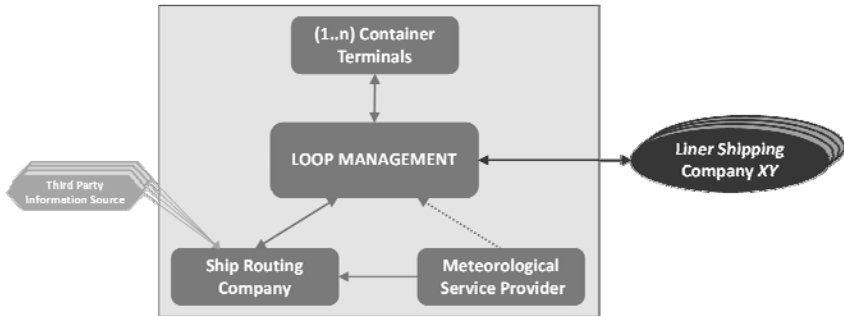 (1..n) Container
Terminals
LOOP MANAGEMENT
Liner Shipping
Company XY
Third Party
Information Source
Ship Routing
Company
Meteorological
Service Provider